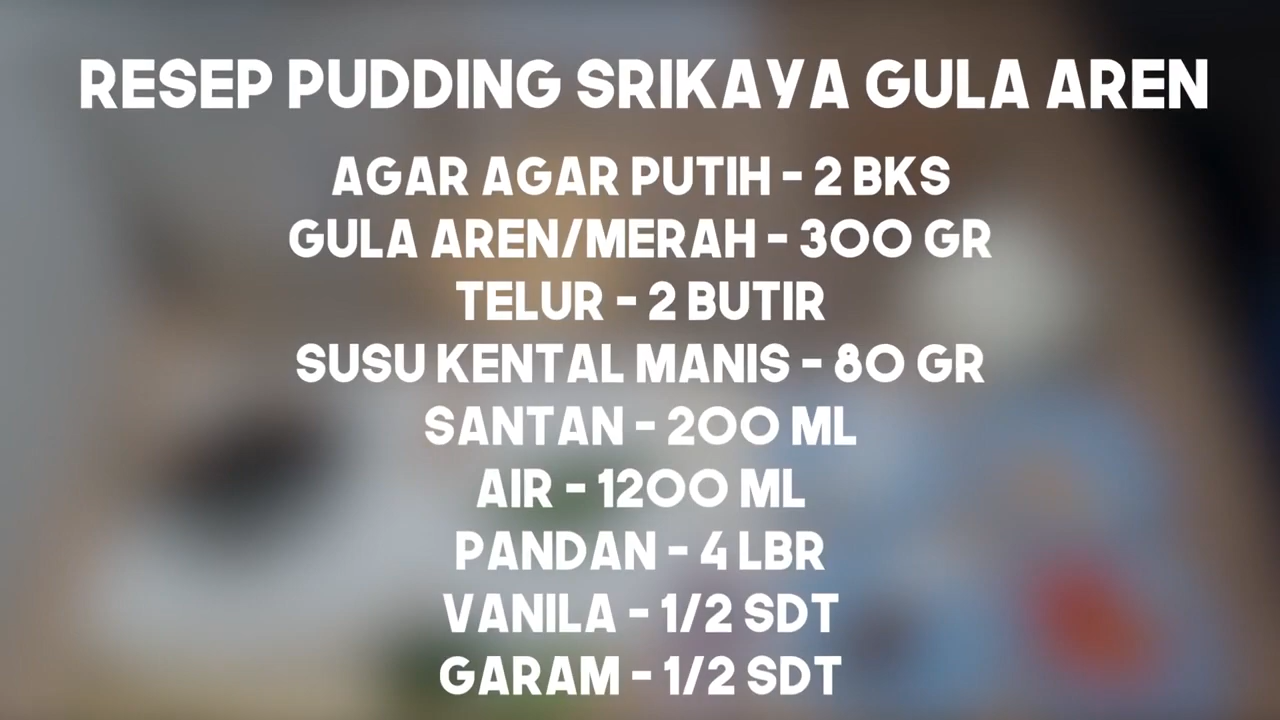 RESEP PUDDING SRIKAYA GULA AREN
AGAR AGAR PUTIH - 2 BKS
GULA AREN/MERAH - 300 GR
TELUR - 2 BUTIR
SUSU KENTAL MANIS - 80 GR
SANTAN - 200 ML
AIR - 1200 ML
PANDAN - 4 LBR
VANILA - 1/2 SDT
GARAM - 1/2 SDT